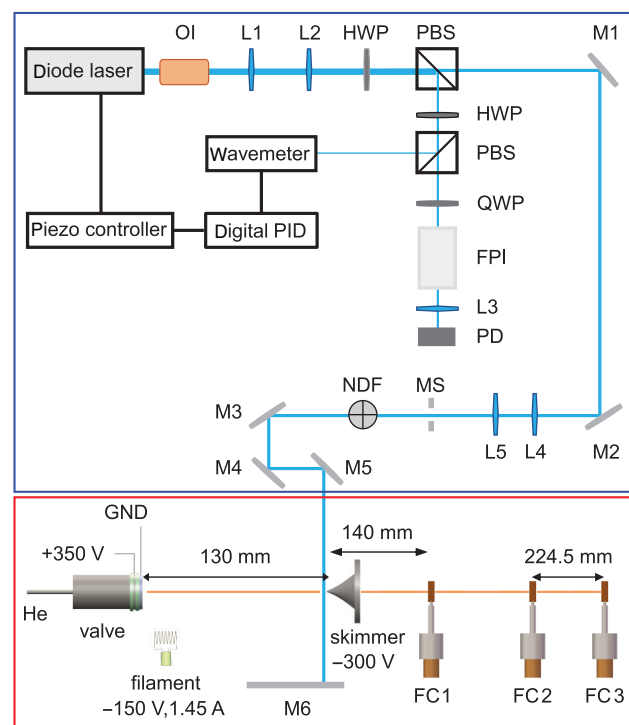 OI L1 L2 HWP PBS M1
Diode laser
HWP
Wavemeter
PBS
QWP
Piezo controller Digital PID
FPI
L3
PD
NDF MS
M3
L5 L4 M2
M4 M5
GND
140 mm
+350 V 130 mm 224.5 mm
He
valve
skimmer
−300 V
filament
−150 V,1.45 A
M6
FC1 FC2 FC3